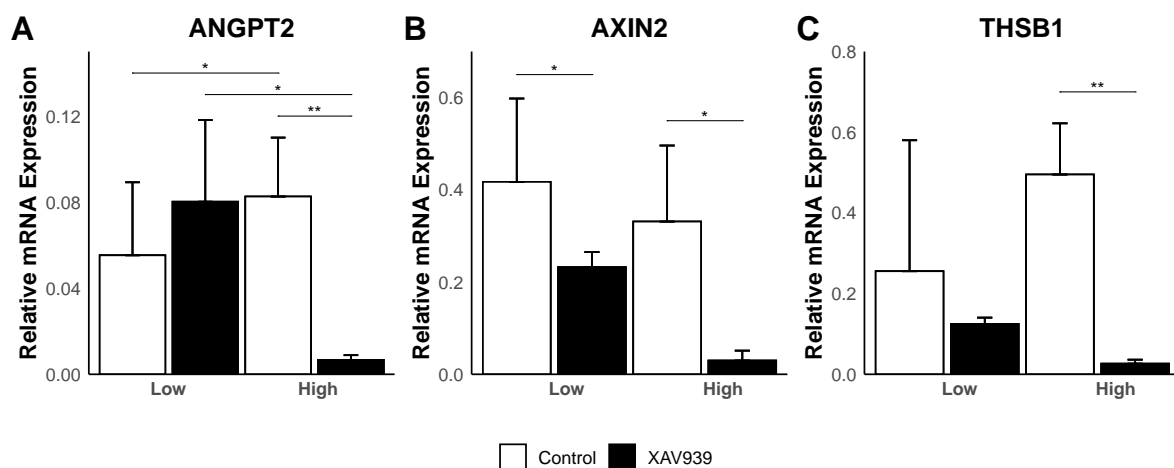 A
ANGPT2
Relative mRNA Expression
0.12
0.08
0.04
0.00
*
*
**
Low
High
B
AXIN2
Relative mRNA Expression
0.6
0.4
0.2
0.0
*
*
Low
High
C
THSB1
Relative mRNA Expression
0.8
0.6
0.4
0.2
0.0
**
Low
High
Control
XAV939